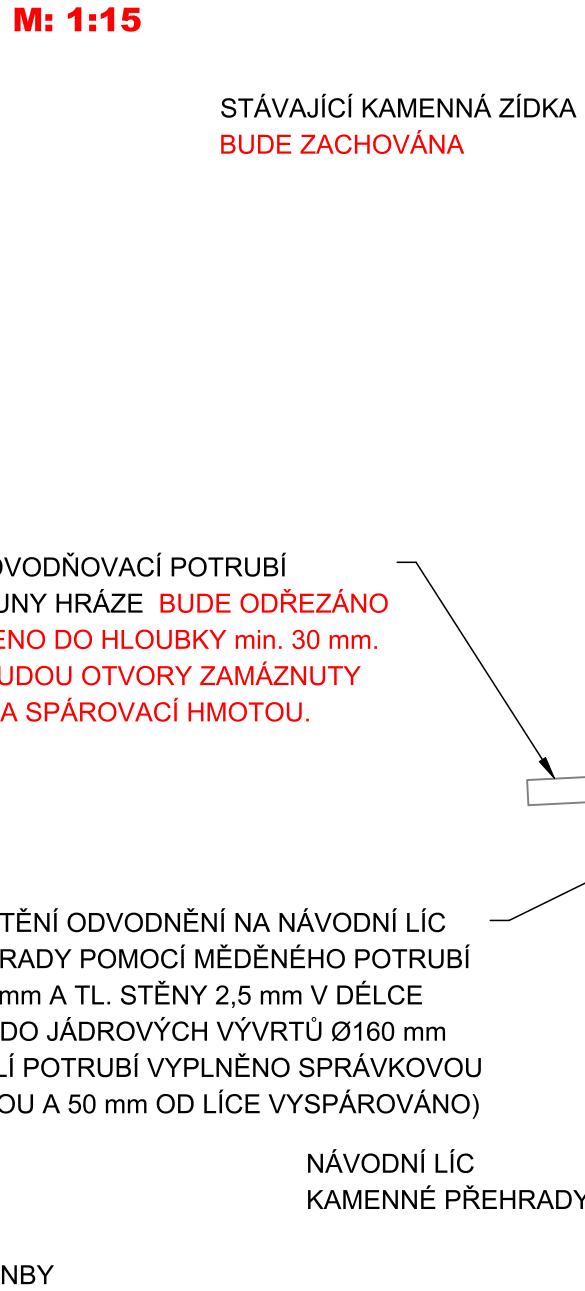 M: 1:15
STÁVAJÍCÍ KAMENNÁ ZÍDKA
BUDE ZACHOVÁNA
ODVODŇOVACÍ POTRUBÍ
UNY HRÁZE BUDE ODŘEZÁNO
ENO DO HLOUBKY min. 30 mm.
UDOU OTVORY ZAMÁZNUTY
A SPÁROVACÍ HMOTOU.
TĚNÍ ODVODNĚNÍ NA NÁVODNÍ LÍC
RADY POMOCÍ MĚDĚNÉHO POTRUBÍ
mm A TL. STĚNY 2,5 mm V DÉLCE
DO JÁDROVÝCH VÝVRTŮ Ø160 mm
LÍ POTRUBÍ VYPLNĚNO SPRÁVKOVOU
OU A 50 mm OD LÍCE VYSPÁROVÁNO)
NÁVODNÍ LÍC
KAMENNÉ PŘEHRADY
NBY